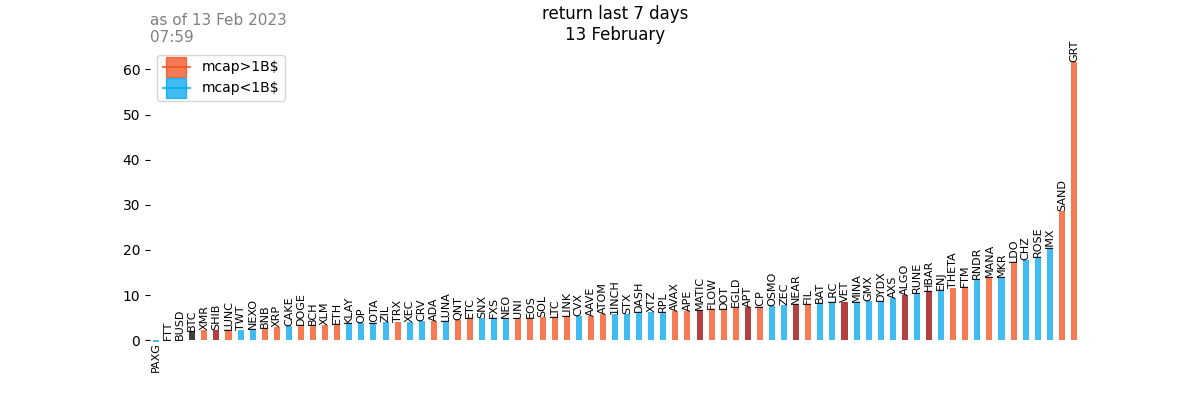 as of 13 Feb 2023
07:59
return last 7 days
13 February
mcap>1B$
mcap<1B$
60
50
40
30
20
10
0
PAXG
FTT
BUSD
BTC
XMR
SHIB
LUNC
TWT
NEXO
BNB
XRP
CAKE
DOGE
BCH
XLM
ETH
KLAY
OP
IOTA
ZIL
TRX
XEC
CRV
ADA
LUNA
QNT
ETC
SNX
FXS
NEO
UNI
EOS
SOL
LTC
LINK
CVX
AAVE
ATOM
1INCH
STX
DASH
XTZ
RPL
AVAX
APE
MATIC
FLOW
DOT
EGLD
APT
ICP
OSMO
ZEC
NEAR
FIL
BAT
LRC
VET
MINA
GMX
DYDX
AXS
ALGO
RUNE
HBAR
ENJ
THETA
FTM
RNDR
MANA
MKR
LDO
CHZ
ROSE
IMX
SAND
GRT